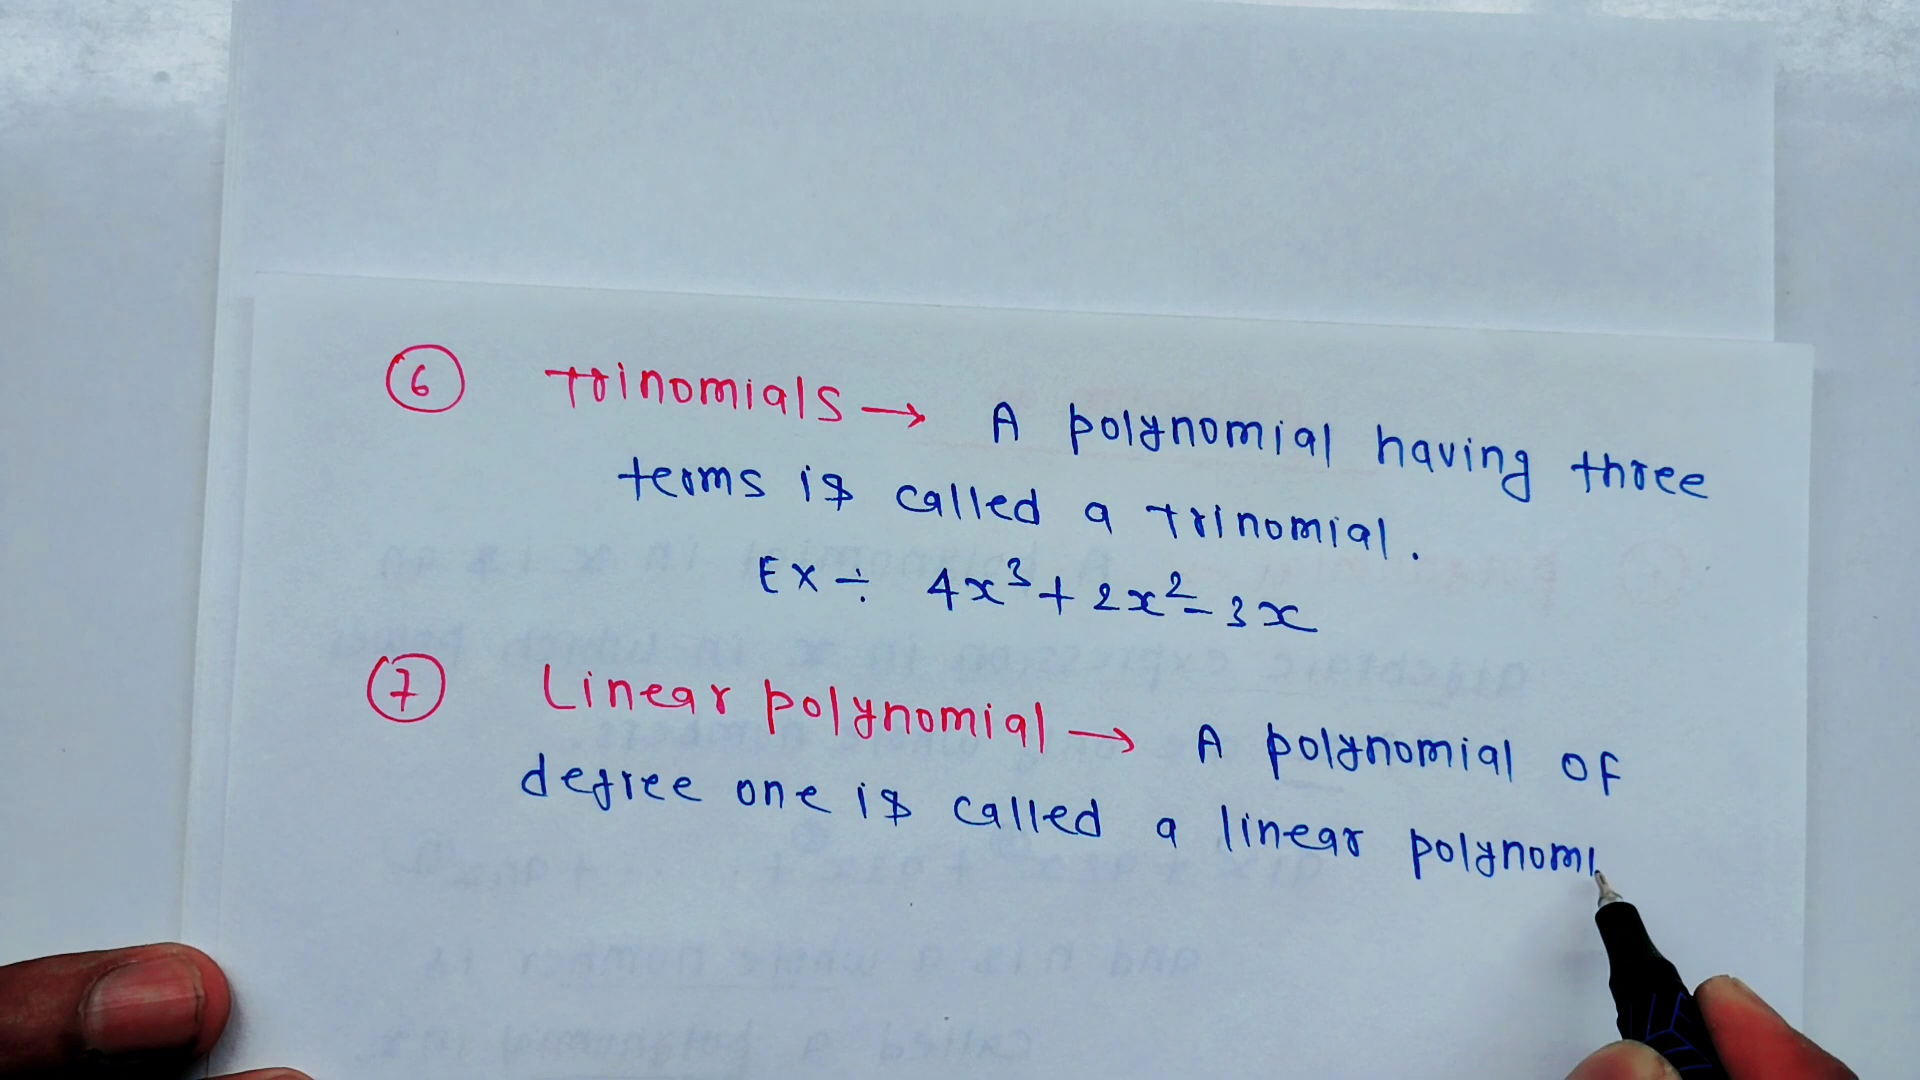 6 Trinomials → A polynomial having three
terms is called a trinomial.
Ex ÷ 4x³ + 2x² - 3x
7 Linear polynomial → A polynomial of
degree one is called a linear polynomi